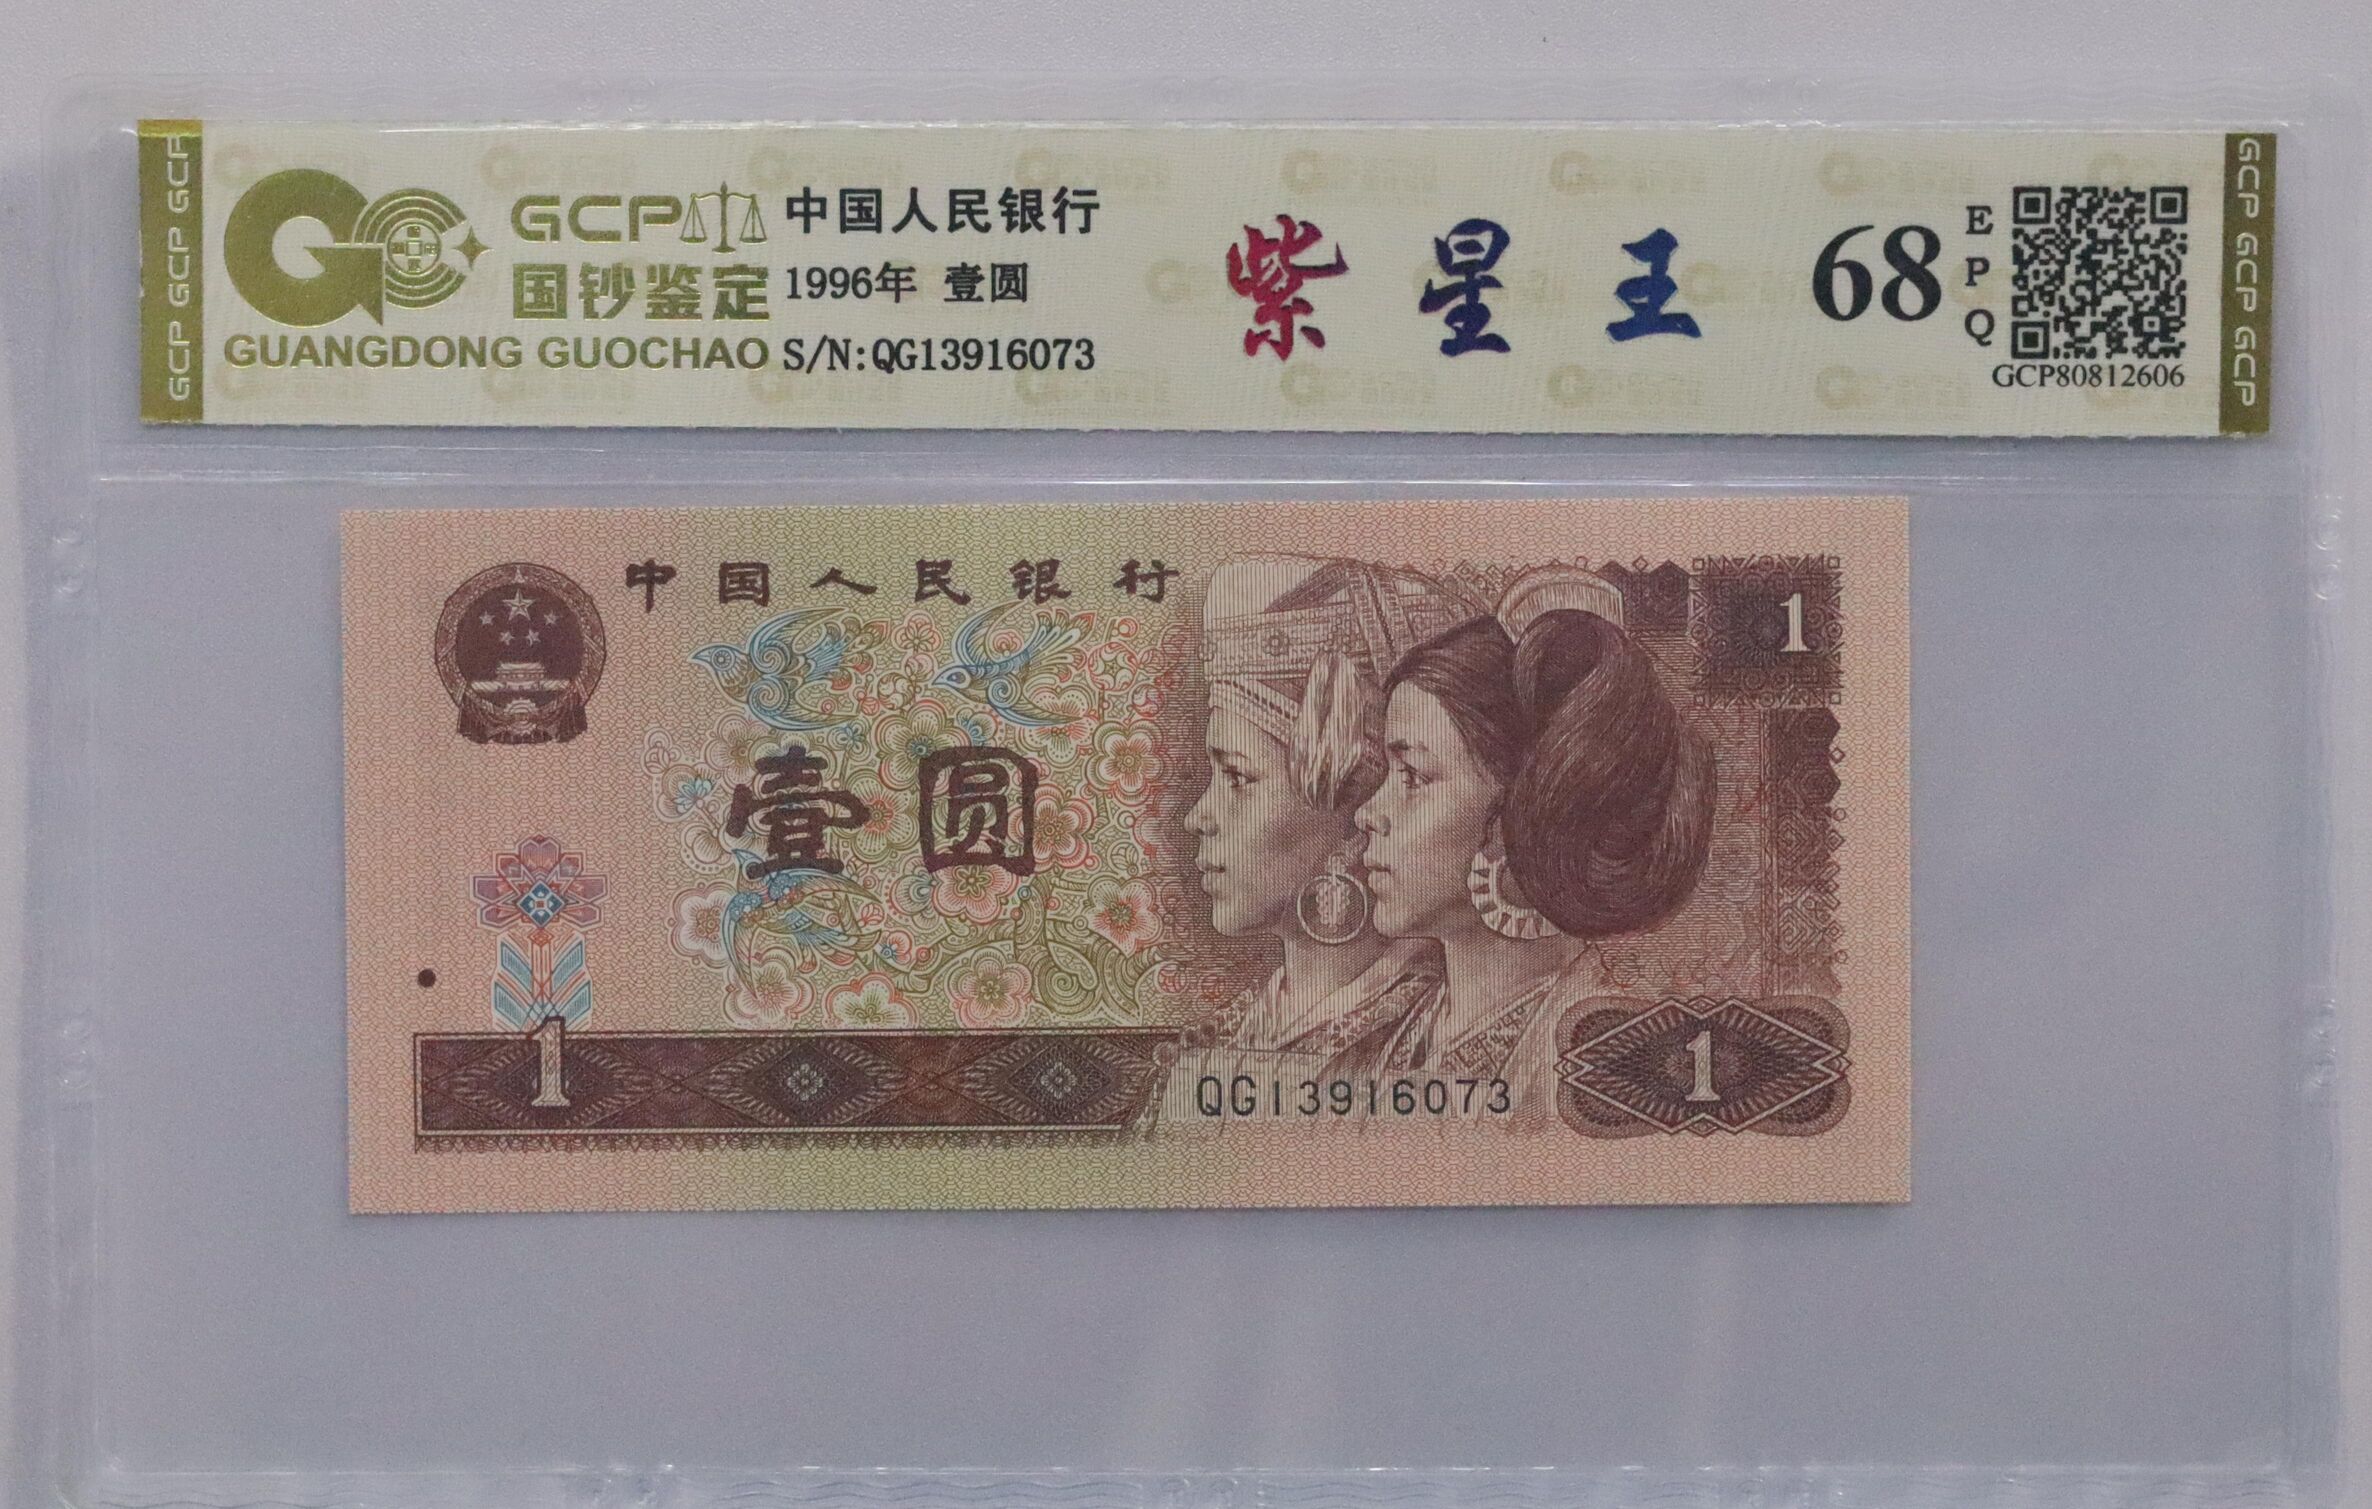 GCP GCP GCP
GCP
国钞鉴定
GUANGDONG GUOCHAO
中国人民银行
1996年 壹圆
S/N:QG13916073
紫星王
68
EPQ
GCP80812606
GCP GCP GCP
中国人民银行
1
壹圆
1
QG13916073
1